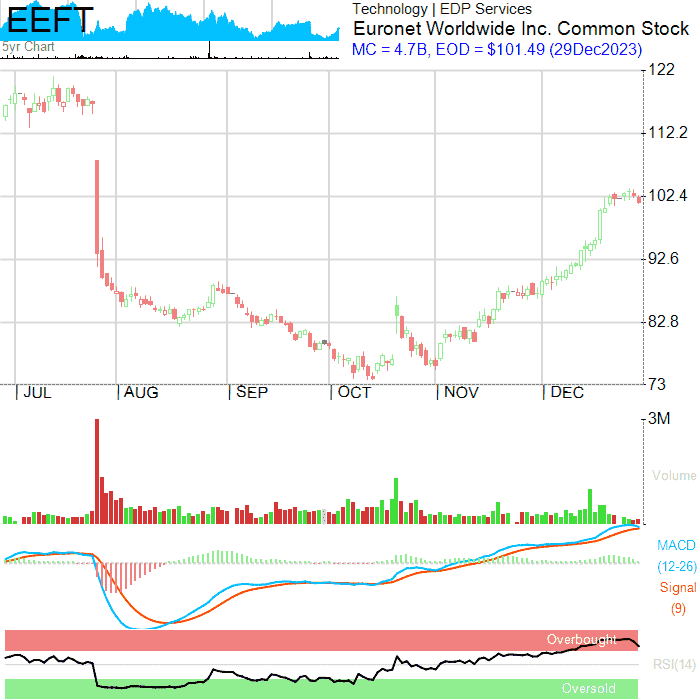 EEFT
5yr Chart
Technology | EDP Services
Euronet Worldwide Inc. Common Stock
MC = 4.7B, EOD = $101.49 (29Dec2023)
122
112.2
102.4
92.6
82.8
73
JUL
AUG
SEP
OCT
NOV
DEC
3M
Volume
MACD
(12-26)
Signal
(9)
Overbought
RSI(14)
Oversold